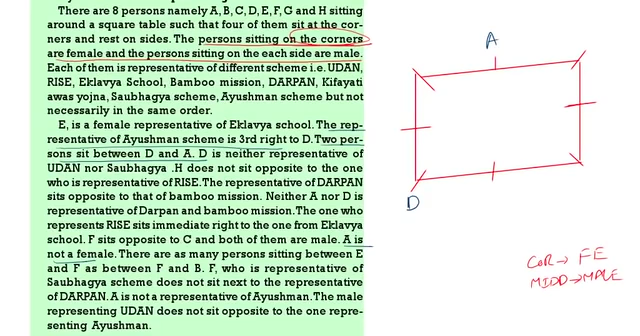 There are 8 persons namely A,B,C,D,E,F,G and H sitting
around a square table such that four of them sit at the cor-
ners and rest on sides. The persons sitting on the corners
are female and the persons sitting on the each side are male.
Each of them is representative of different scheme i.e. UDAN,
RISE, Eklavya School, Bamboo mission, DARPAN, Kifayati
awas yojna, Saubhagya scheme, Ayushman scheme but not
necessarily in the same order.
E, is a female representative of Eklavya school. The rep-
resentative of Ayushman scheme is 3rd right to D. Two per-
sons sit between D and A. D is neither representative of
UDAN nor Saubhagya .H does not sit opposite to the one
who is representative of RISE. The representative of DARPAN
sits opposite to that of bamboo mission. Neither A nor D is
representative of Darpan and bamboo mission. The one who
represents RISE sits immediate right to the one from Eklavya
school. F sits opposite to C and both of them are male. A is
not a female. There are as many persons sitting between E
and F as between F and B. F, who is representative of
Saubhagya scheme does not sit next to the representative
of DARPAN. A is not a representative of Ayushman. The male
representing UDAN does not sit opposite to the one repre-
senting Ayushman.
A
D
COR → FE
MIDD → MALE